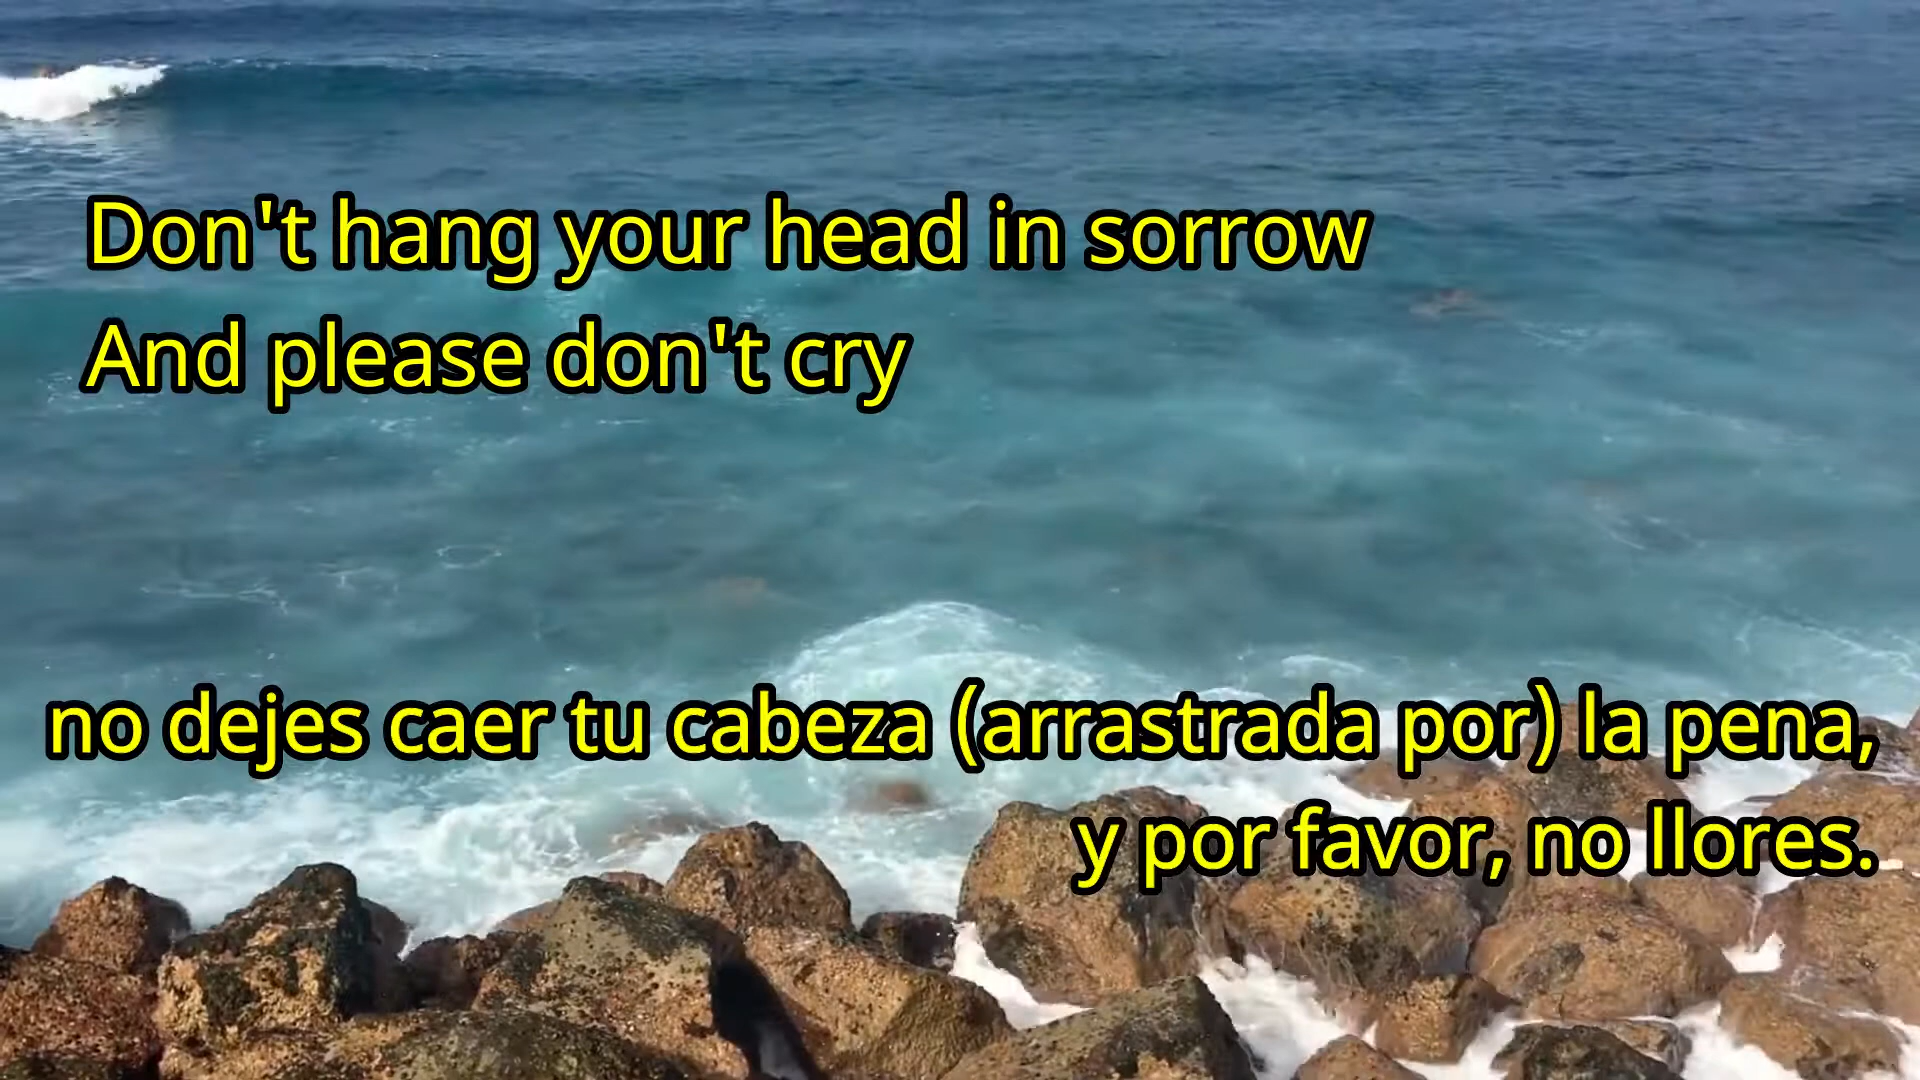 Don't hang your head in sorrow
And please don't cry
no dejes caer tu cabeza (arrastrada por) la pena,
y por favor, no llores.